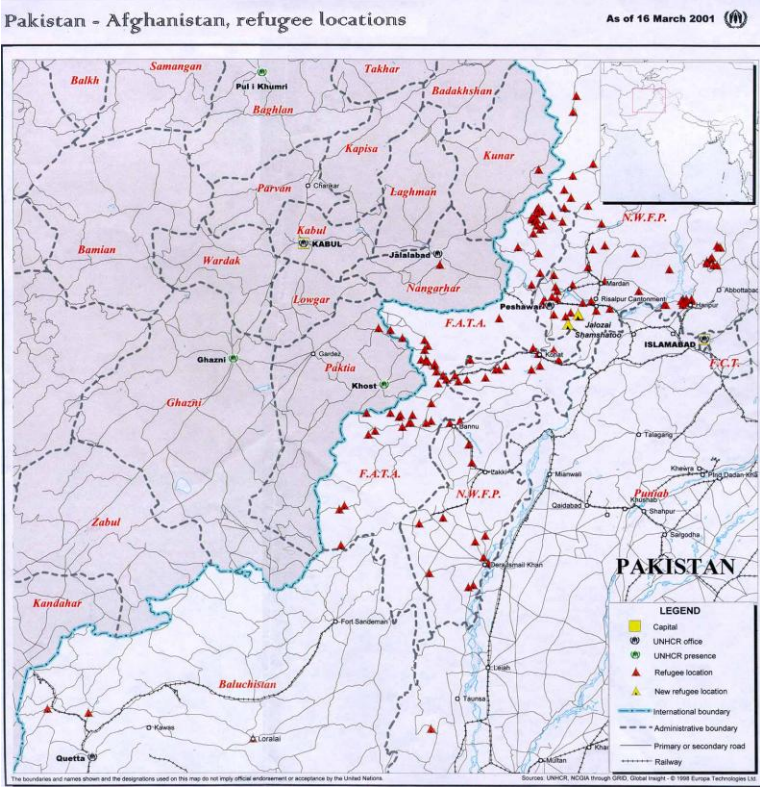 Pakistan - Afghanistan, refugee locations
As of 16 March 2001
Samangan
Takhar
Balkh
Pul i Khumri
Badakhshan
Baghlan
Kapisa
Kunar
Parvan
Charikar
Laghman
N.W.F.P.
Kabul
KABUL
Bamian
Wardak
Jalalabad
Nangarhar
Mardan
Abbottabad
Lowgar
Peshawar
Risalpur Cantonment
Haripur
F.A.T.A.
Jalozai
Shamshatoo
ISLAMABAD
Ghazni
Gardez
Kohat
F.C.T.
Paktia
Khost
Ghazni
Bannu
Talagang
F.A.T.A.
Lakki
Mianwali
Khewra
Pind Dadan Kha
N.W.F.P.
Punjab
Khushab
Qaidabad
Shahpur
Zabul
Sargodha
Dera Ismail Khan
PAKISTAN
Kandahar
Fort Sandeman
LEGEND
Capital
UNHCR office
UNHCR presence
Refugee location
New refugee location
International boundary
Administrative boundary
Primary or secondary road
Railway
Leiah
Baluchistan
Taunsa
Kawas
Loralai
Quetta
Multan
Khan
The boundaries and names shown and the designations used on this map do not imply official endorsement or acceptance by the United Nations.
Sources: UNHCR, NCGIA through GRID, Global Insight - © 1998 Europa Technologies Ltd.